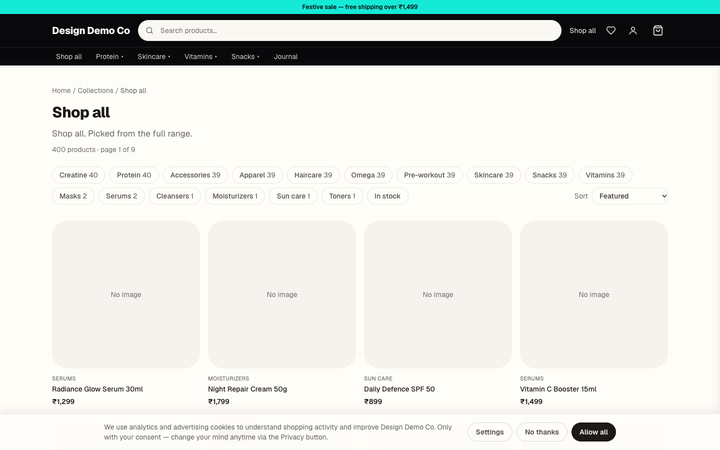 Festive sale — free shipping over ₹1,499
Design Demo Co
Search products...
Shop all
Shop all Protein Skincare Vitamins Snacks Journal
Home / Collections / Shop all
Shop all
Shop all. Picked from the full range.
400 products · page 1 of 9
Creatine 40 Protein 40 Accessories 39 Apparel 39 Haircare 39 Omega 39 Pre-workout 39 Skincare 39 Snacks 39 Vitamins 39
Masks 2 Serums 2 Cleansers 1 Moisturizers 1 Sun care 1 Toners 1 In stock Sort Featured
No image No image No image No image
SERUMS MOISTURIZERS SUN CARE SERUMS
Radiance Glow Serum 30ml Night Repair Cream 50g Daily Defence SPF 50 Vitamin C Booster 15ml
₹1,299 ₹1,799 ₹899 ₹1,499
We use analytics and advertising cookies to understand shopping activity and improve Design Demo Co. Only
with your consent — change your mind anytime via the Privacy button.
Settings No thanks Allow all